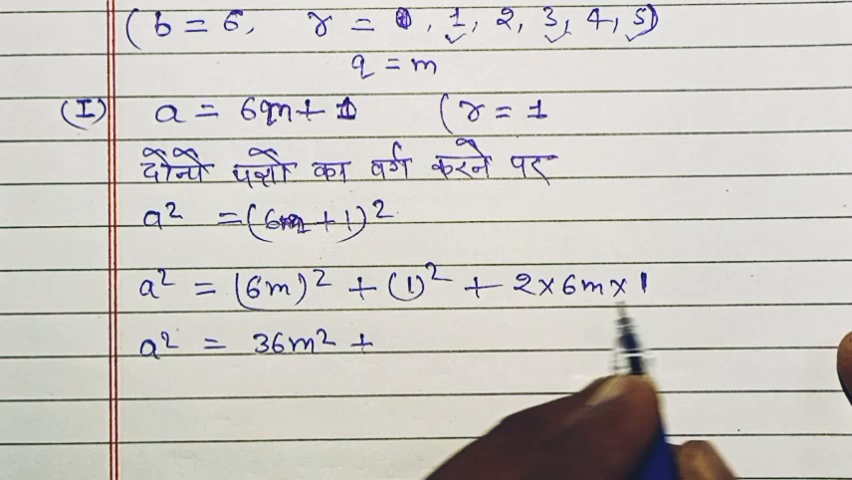 (b = 6, r = 0, 1, 2, 3, 4, 5)
q = m
(I) a = 6m + 1 (r = 1
दोनों पक्षों का वर्ग करने पर
a² = (6m + 1)²
a² = (6m)² + (1)² + 2×6m×1
a² = 36m² +